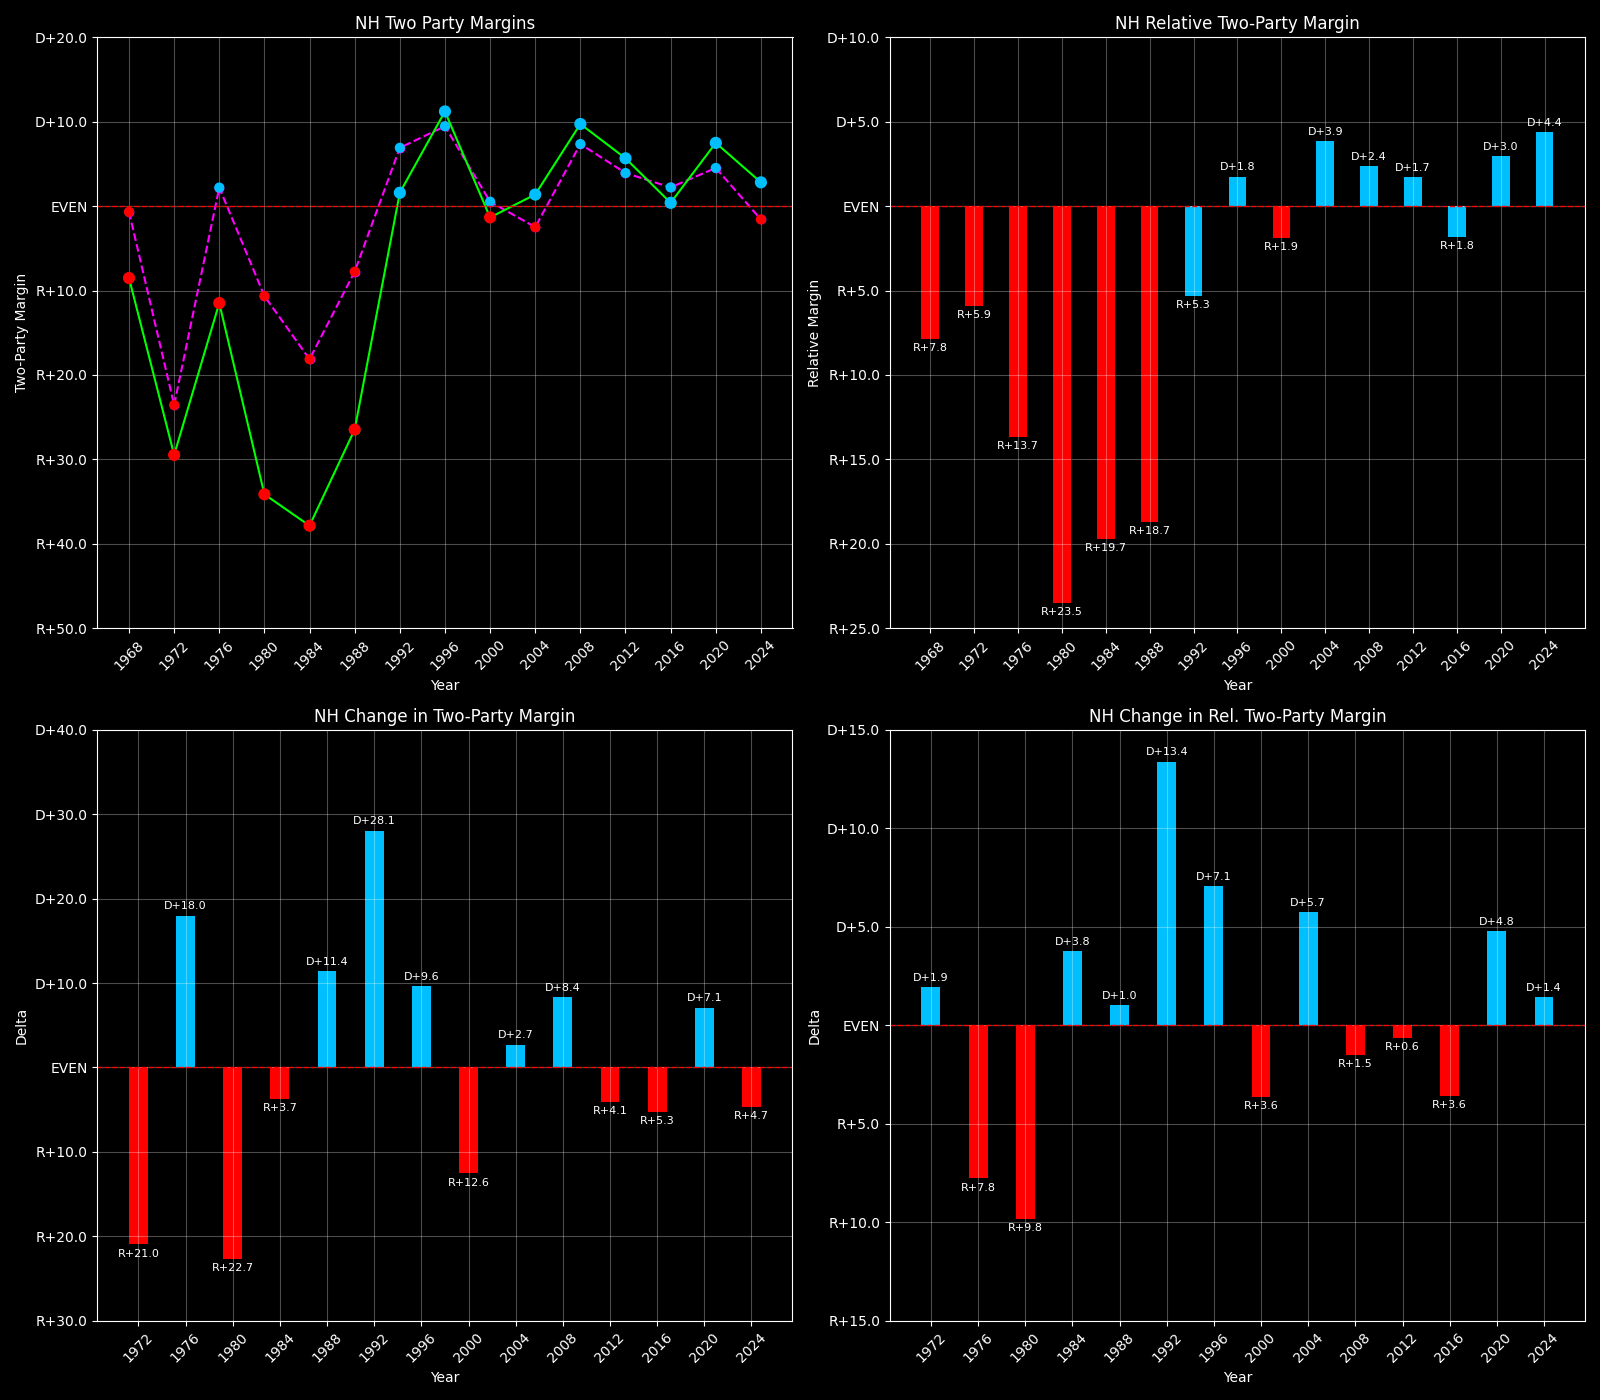 NH Two Party Margins
D+20.0
D+10.0
EVEN
R+10.0
R+20.0
R+30.0
R+40.0
R+50.0
Two-Party Margin
1968 1972 1976 1980 1984 1988 1992 1996 2000 2004 2008 2012 2016 2020 2024
Year
NH Relative Two-Party Margin
D+10.0
D+5.0
EVEN
R+5.0
R+10.0
R+15.0
R+20.0
R+25.0
Relative Margin
R+7.8
R+5.9
R+13.7
R+23.5
R+19.7
R+18.7
R+5.3
D+1.8
R+1.9
D+3.9
D+2.4
D+1.7
R+1.8
D+3.0
D+4.4
1968 1972 1976 1980 1984 1988 1992 1996 2000 2004 2008 2012 2016 2020 2024
Year
NH Change in Two-Party Margin
D+40.0
D+30.0
D+20.0
D+10.0
EVEN
R+10.0
R+20.0
R+30.0
Delta
R+21.0
D+18.0
R+22.7
R+3.7
D+11.4
D+28.1
D+9.6
R+12.6
D+2.7
D+8.4
R+4.1
R+5.3
D+7.1
R+4.7
1972 1976 1980 1984 1988 1992 1996 2000 2004 2008 2012 2016 2020 2024
Year
NH Change in Rel. Two-Party Margin
D+15.0
D+10.0
D+5.0
EVEN
R+5.0
R+10.0
R+15.0
Delta
D+1.9
R+7.8
R+9.8
D+3.8
D+1.0
D+13.4
D+7.1
R+3.6
D+5.7
R+1.5
R+0.6
R+3.6
D+4.8
D+1.4
1972 1976 1980 1984 1988 1992 1996 2000 2004 2008 2012 2016 2020 2024
Year